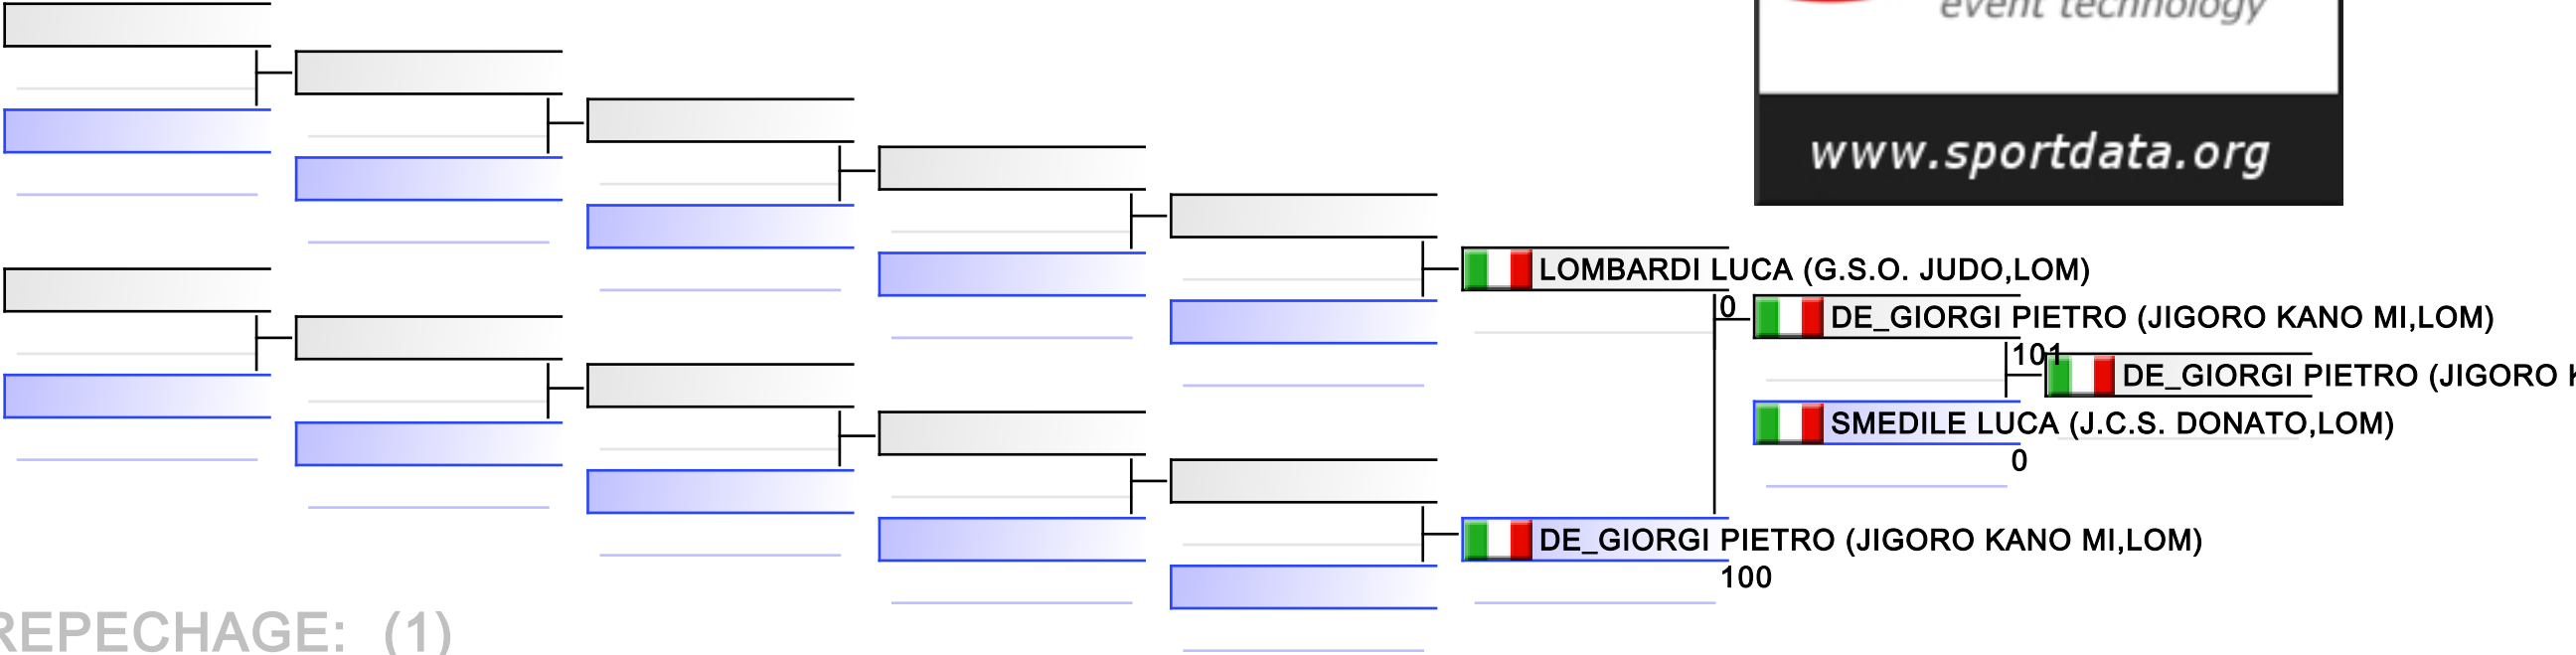 event technology
www.sportdata.org
LOMBARDI LUCA (G.S.O. JUDO,LOM)
0
DE_GIORGI PIETRO (JIGORO KANO MI,LOM)
101
DE_GIORGI PIETRO (JIGORO
SMEDILE LUCA (J.C.S. DONATO,LOM)
0
DE_GIORGI PIETRO (JIGORO KANO MI,LOM)
100
REPECHAGE: (1)